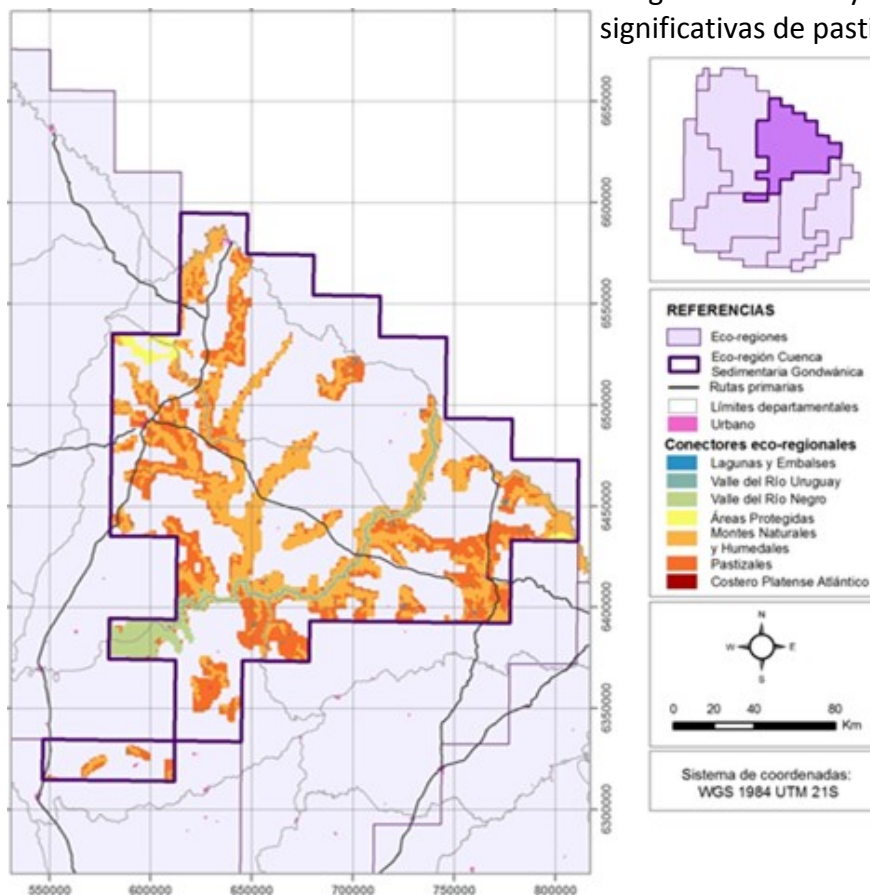 significativas de pasti
6650000
6600000
6550000
6500000
6450000
6400000
6350000
6300000
550000
600000
650000
700000
750000
800000
REFERENCIAS
Eco-regiones
Eco-región Cuenca
Sedimentaria Gondwánica
Rutas primarias
Límites departamentales
Urbano
Conectores eco-regionales
Lagunas y Embalses
Valle del Río Uruguay
Valle del Río Negro
Áreas Protegidas
Montes Naturales
y Humedales
Pastizales
Costero Platense Atlántico
N
W
E
S
0 20 40 80
Km
Sistema de coordenadas:
WGS 1984 UTM 21S